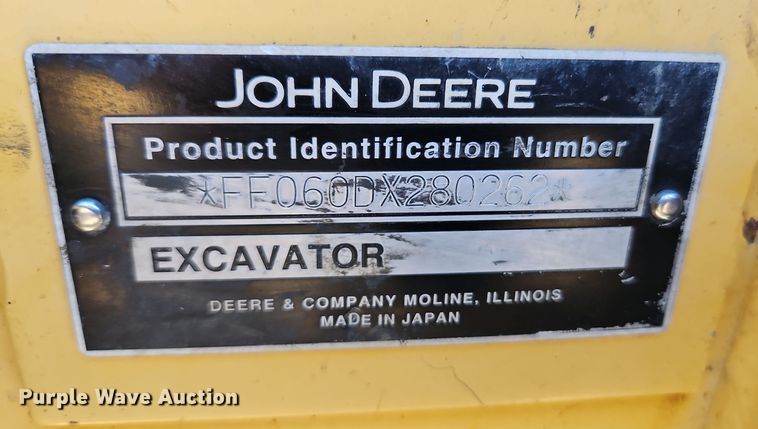 JOHN DEERE
Product Identification Number
*FF060DX280262*
EXCAVATOR
DEERE & COMPANY MOLINE, ILLINOIS
MADE IN JAPAN
Purple Wave Auction